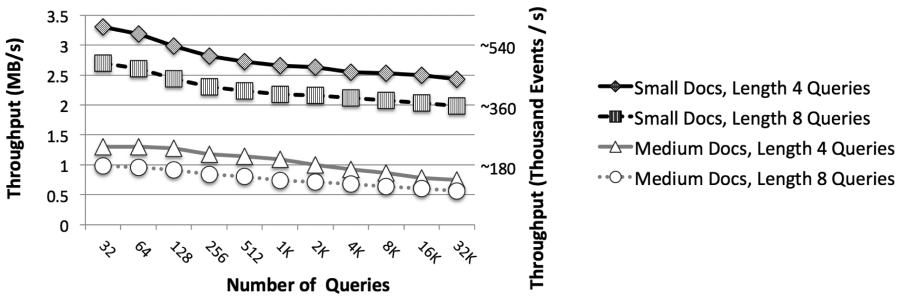 Throughput (MB/s)
3.5
3
2.5
2
1.5
1
0.5
0
32
64
128
256
512
1K
2K
4K
8K
16K
32K
Number of Queries
~540
~360
~180
Throughput (Thousand Events / s)
Small Docs, Length 4 Queries
Small Docs, Length 8 Queries
Medium Docs, Length 4 Queries
Medium Docs, Length 8 Queries